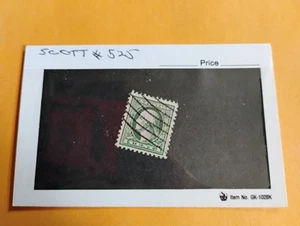 SCOTT # 525
Price
Item No. GK-102BK